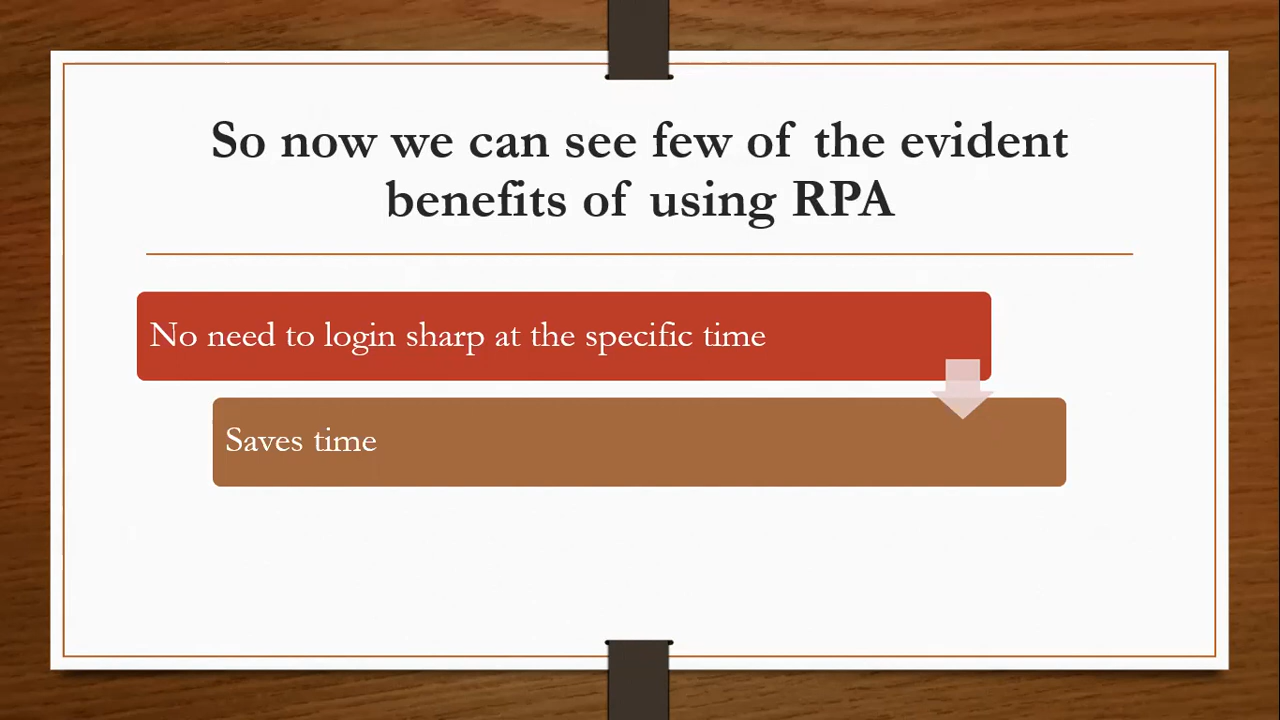 So now we can see few of the evident
benefits of using RPA
No need to login sharp at the specific time
Saves time